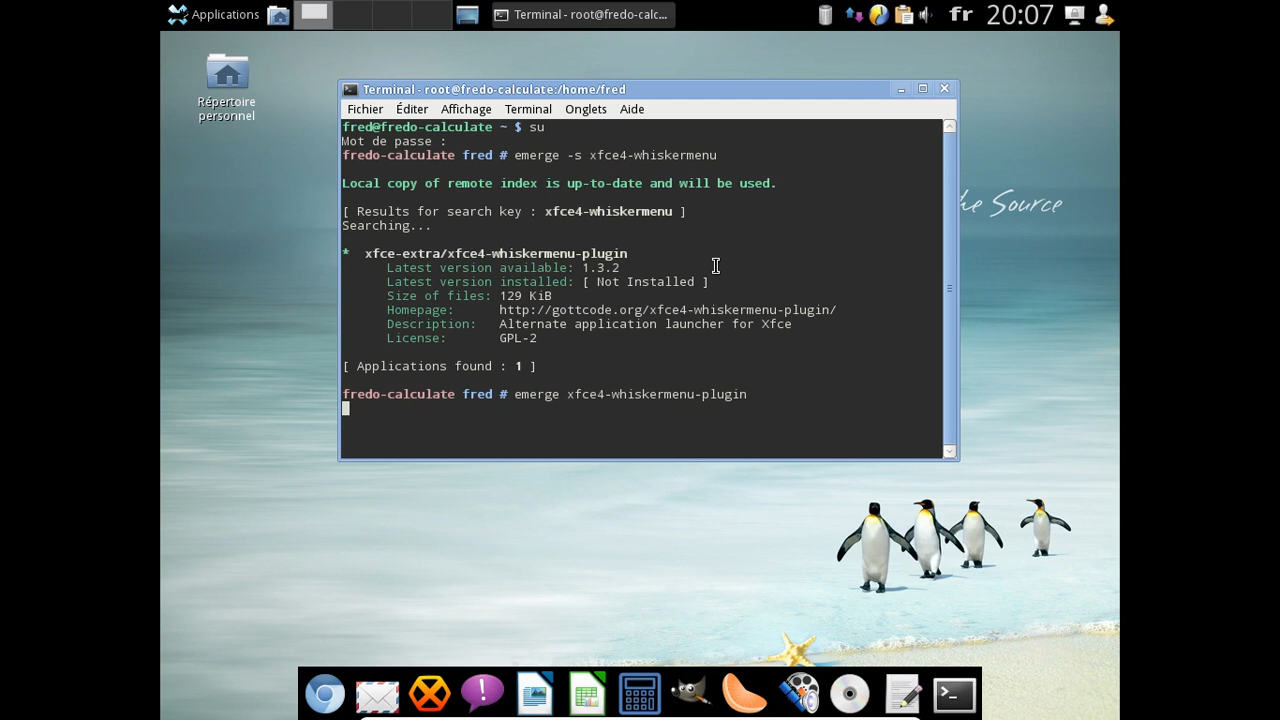 Applications
Terminal - root@fredo-calc...
fr
20:07
Répertoire
personnel
Terminal - root@fredo-calculate:/home/fred
Fichier Éditer Affichage Terminal Onglets Aide
fred@fredo-calculate ~ $ su
Mot de passe :
fredo-calculate fred # emerge -s xfce4-whiskermenu
Local copy of remote index is up-to-date and will be used.
[ Results for search key : xfce4-whiskermenu ]
Searching...
* xfce-extra/xfce4-whiskermenu-plugin
Latest version available: 1.3.2
Latest version installed: [ Not Installed ]
Size of files: 129 KiB
Homepage: http://gottcode.org/xfce4-whiskermenu-plugin/
Description: Alternate application launcher for Xfce
License: GPL-2
[ Applications found : 1 ]
fredo-calculate fred # emerge xfce4-whiskermenu-plugin
the Source